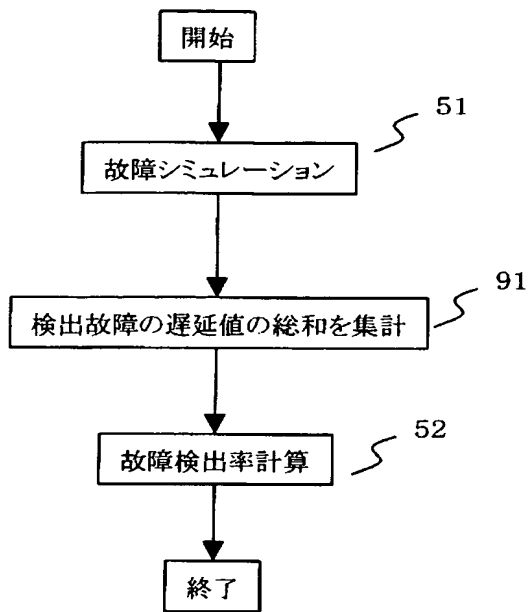 開始
51
故障シミュレーション
91
検出故障の遅延値の総和を集計
52
故障検出率計算
終了